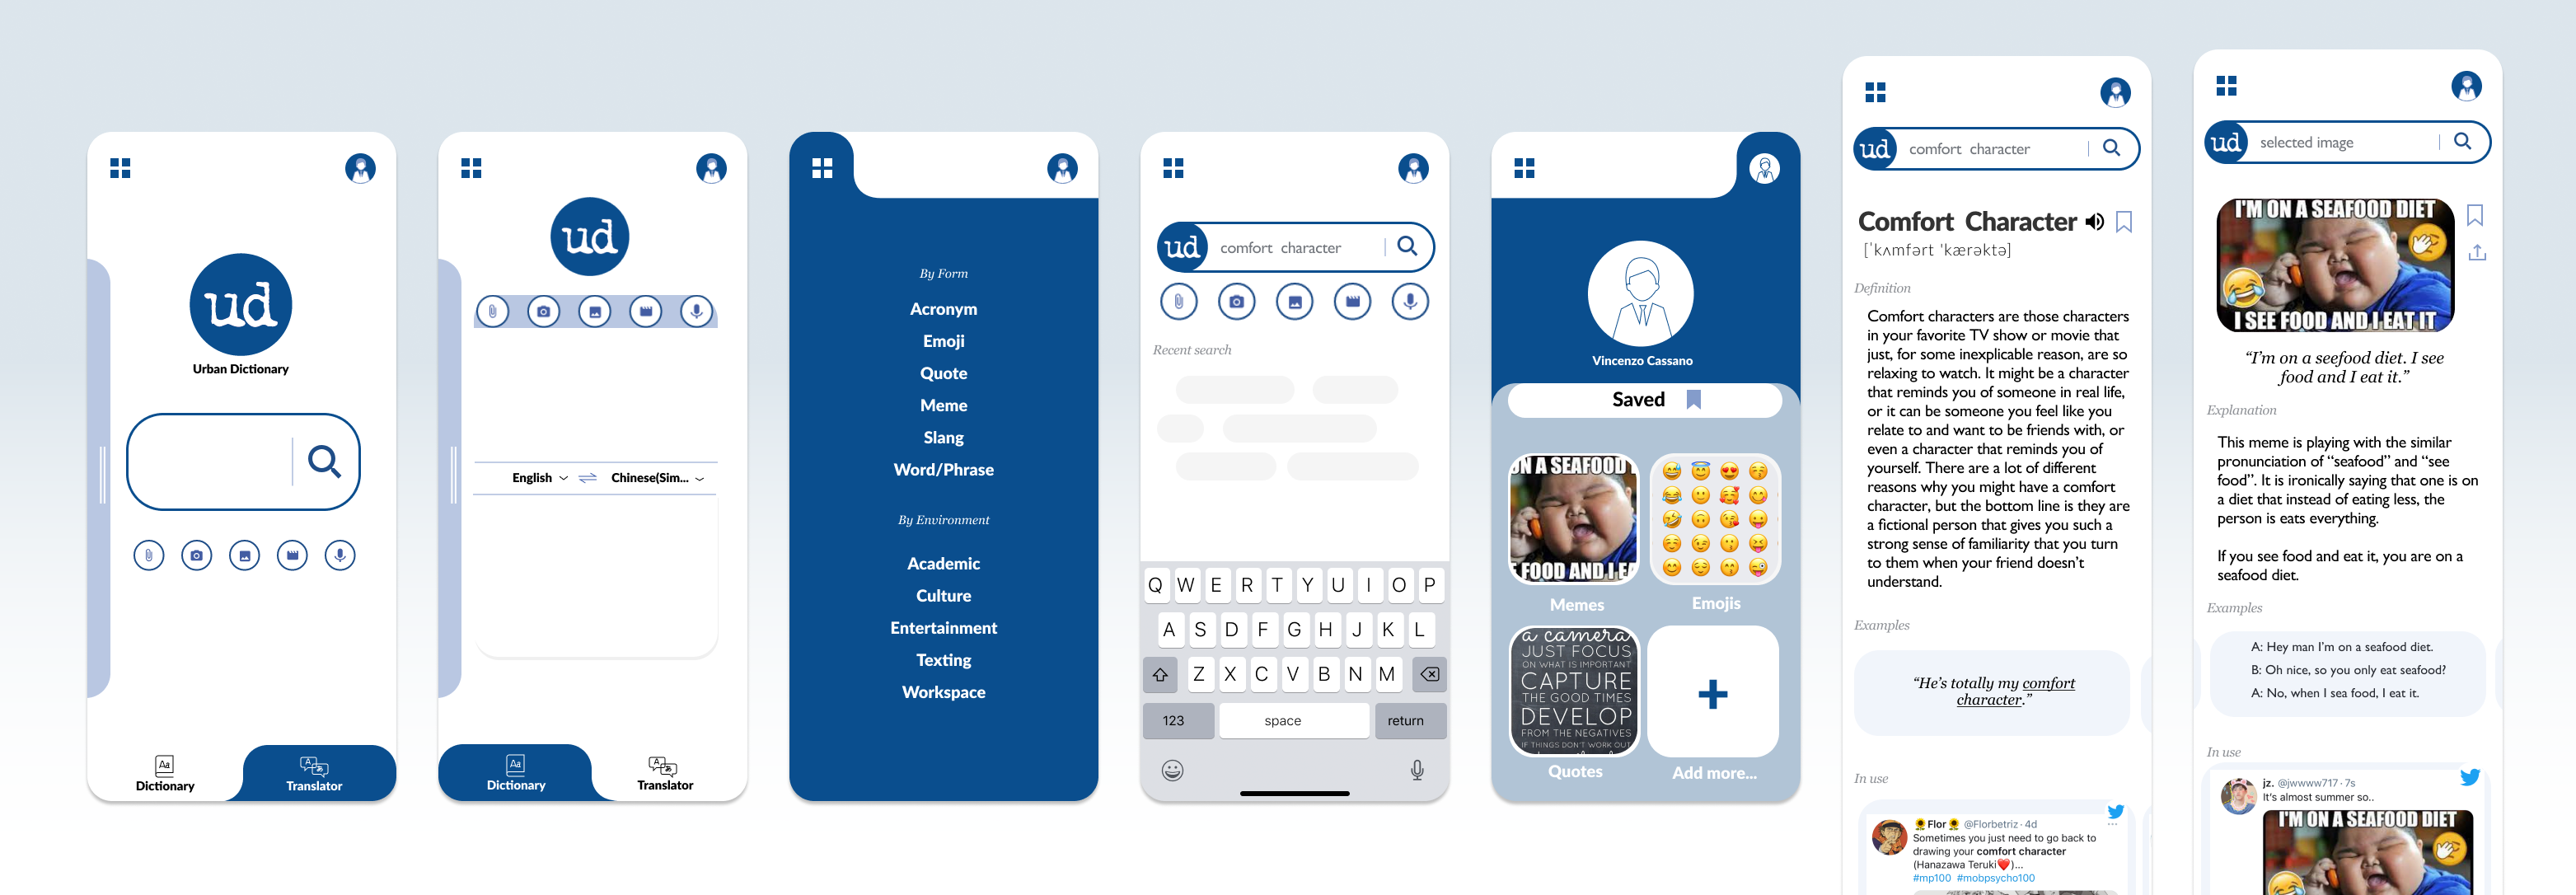 ud
Urban Dictionary
Dictionary
Translator
ud
English
Chinese(Sim...
Dictionary
Translator
By Form
Acronym
Emoji
Quote
Meme
Slang
Word/Phrase
By Environment
Academic
Culture
Entertainment
Texting
Workspace
ud comfort character
Recent search
Q W E R T Y U I O P
A S D F G H J K L
Z X C V B N M
123 space return
Vincenzo Cassano
Saved
ON A SEAFOOD
E FOOD AND I EA
Memes
Emojis
a camera
JUST FOCUS
ON WHAT IS IMPORTANT
CAPTURE
THE GOOD TIMES
DEVELOP
FROM THE NEGATIVES
IF THINGS DON'T WORK OUT
Quotes
Add more...
ud comfort character
Comfort Character
[ˈkʌmfərt ˈkærəktə]
Definition
Comfort characters are those characters
in your favorite TV show or movie that
just, for some inexplicable reason, are so
relaxing to watch. It might be a character
that reminds you of someone in real life,
or it can be someone you feel like you
relate to and want to be friends with, or
even a character that reminds you of
yourself. There are a lot of different
reasons why you might have a comfort
character, but the bottom line is they are
a fictional person that gives you such a
strong sense of familiarity that you turn
to them when your friend doesn't
understand.
Examples
“He's totally my comfort
character.”
In use
🌻Flor🌻 @Florbetriz · 4d
Sometimes you just need to go back to
drawing your comfort character
(Hanazawa Teruki❤️)...
#mp100 #mobpsycho100
ud selected image
I'M ON A SEAFOOD DIET
I SEE FOOD AND I EAT IT
“I'm on a seefood diet. I see
food and I eat it.”
Explanation
This meme is playing with the similar
pronunciation of “seafood” and “see
food”. It is ironically saying that one is on
a diet that instead of eating less, the
person is eats everything.
If you see food and eat it, you are on a
seafood diet.
Examples
A: Hey man I'm on a seafood diet.
B: Oh nice, so you only eat seafood?
A: No, when I sea food, I eat it.
In use
jz. @jwwww717 · 7s
It's almost summer so..
I'M ON A SEAFOOD DIET